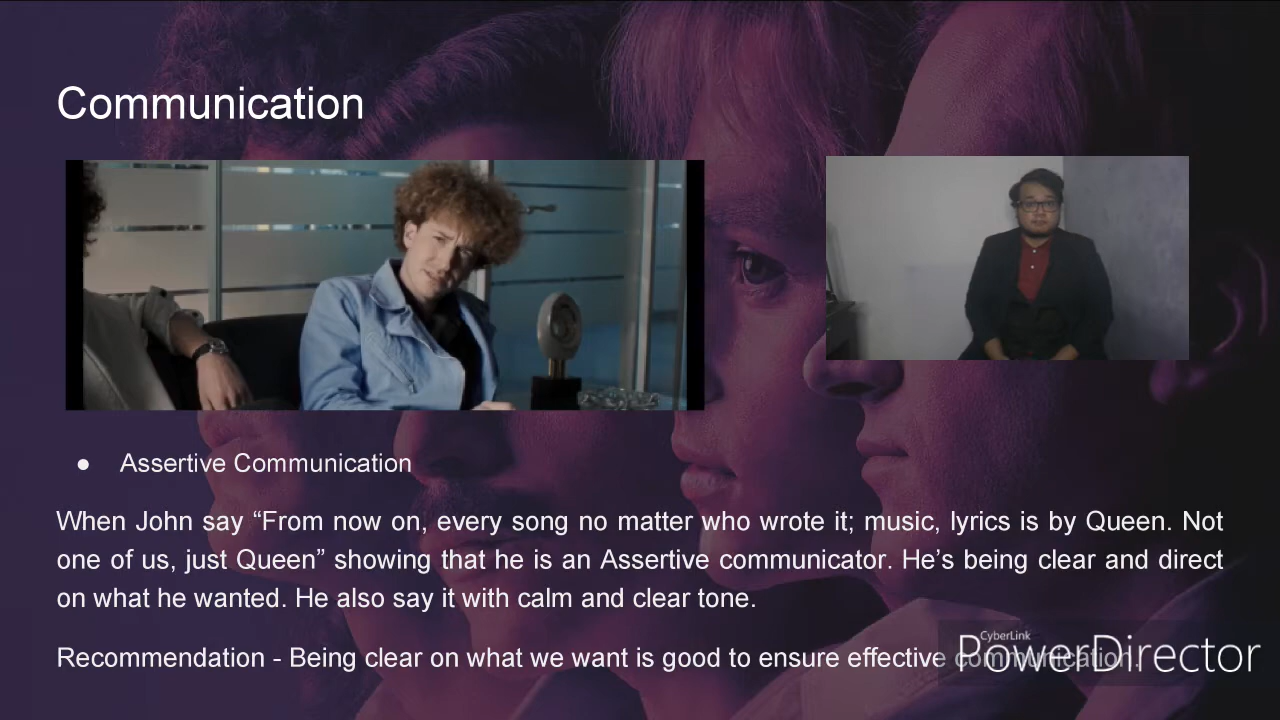 Communication
● Assertive Communication
When John say “From now on, every song no matter who wrote it; music, lyrics is by Queen. Not
one of us, just Queen” showing that he is an Assertive communicator. He’s being clear and direct
on what he wanted. He also say it with calm and clear tone.
Recommendation - Being clear on what we want is good to ensure effective communication.
CyberLink
PowerDirector